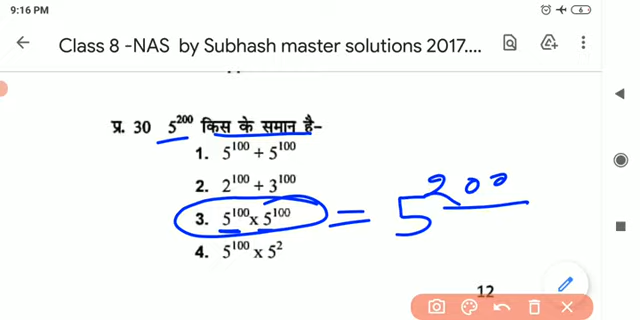 9:16 PM
6
Class 8 -NAS by Subhash master solutions 2017....
प्र. 30 5²⁰⁰ किस के समान है-
1. 5¹⁰⁰ + 5¹⁰⁰
2. 2¹⁰⁰ + 3¹⁰⁰
3. 5¹⁰⁰ x 5¹⁰⁰ = 5²⁰⁰
4. 5¹⁰⁰ x 5²
12